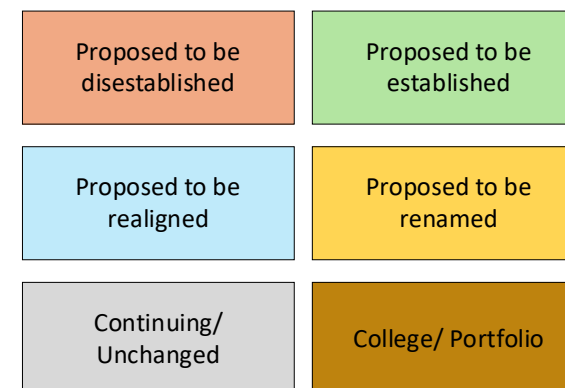 Proposed to be
disestablished
Proposed to be
established
Proposed to be
realigned
Proposed to be
renamed
Continuing/
Unchanged
College/ Portfolio